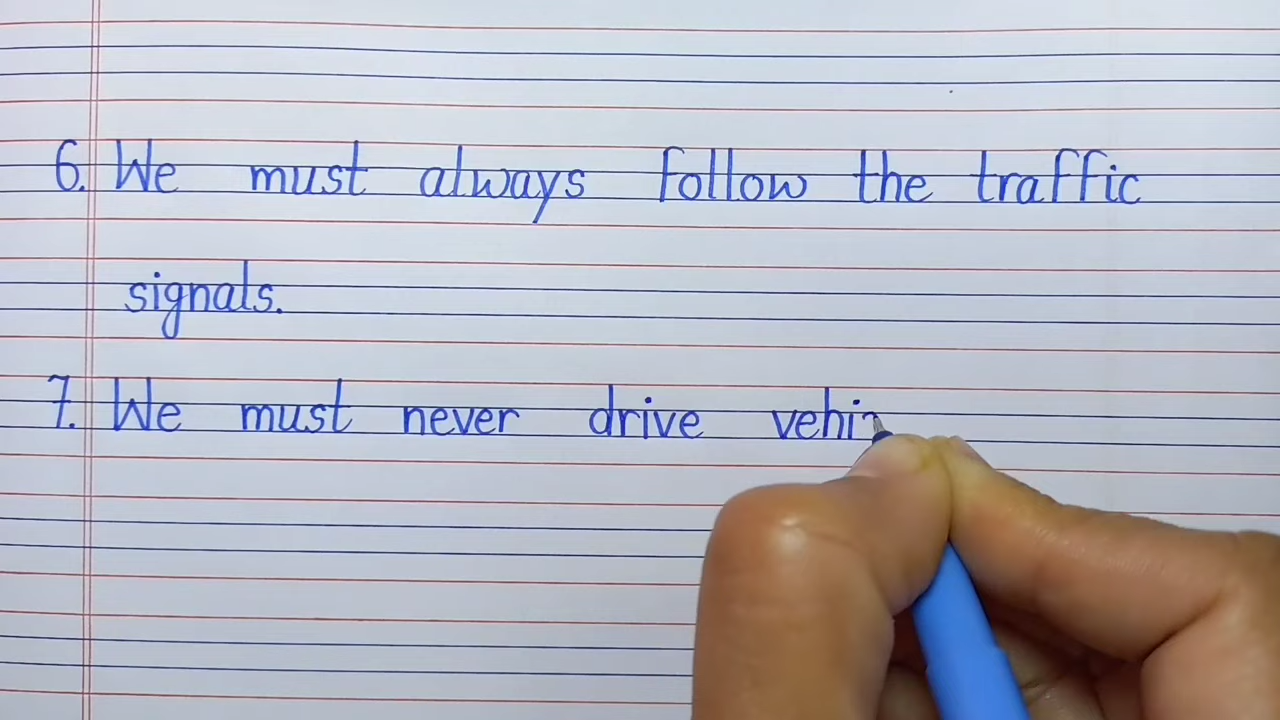 6. We must always follow the traffic
signals.
7. We must never drive vehi